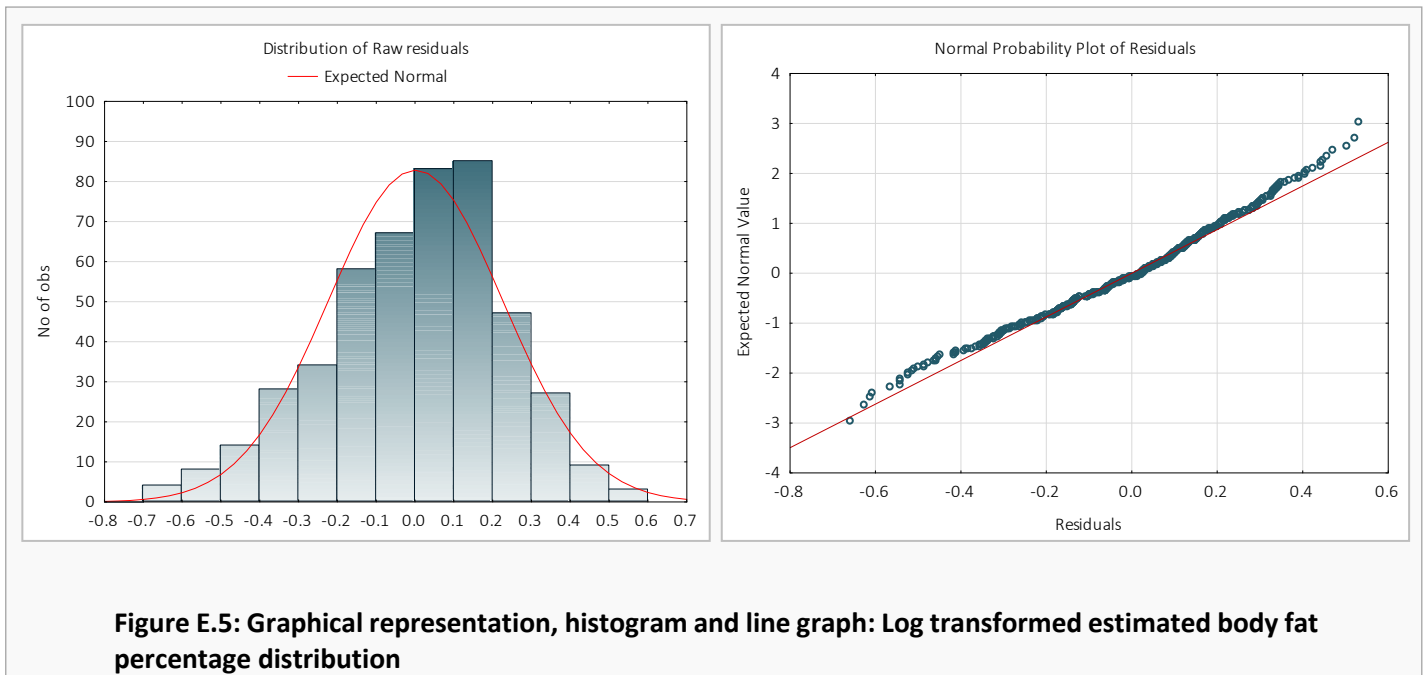 Distribution of Raw residuals
Expected Normal
100
90
80
70
60
50
40
30
20
10
0
No of obs
-0.8 -0.7 -0.6 -0.5 -0.4 -0.3 -0.2 -0.1 0.0 0.1 0.2 0.3 0.4 0.5 0.6 0.7
Normal Probability Plot of Residuals
4
3
2
1
0
-1
-2
-3
-4
Expected Normal Value
-0.8 -0.6 -0.4 -0.2 0.0 0.2 0.4 0.6
Residuals
Figure E.5: Graphical representation, histogram and line graph: Log transformed estimated body fat
percentage distribution